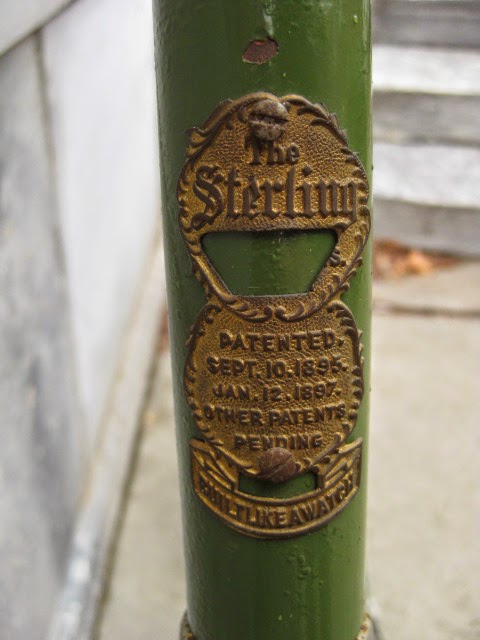 The
Sterling
PATENTED.
SEPT. 10. 1895.
JAN. 12. 1897.
OTHER PATENTS
PENDING
BUILT LIKE A WATCH